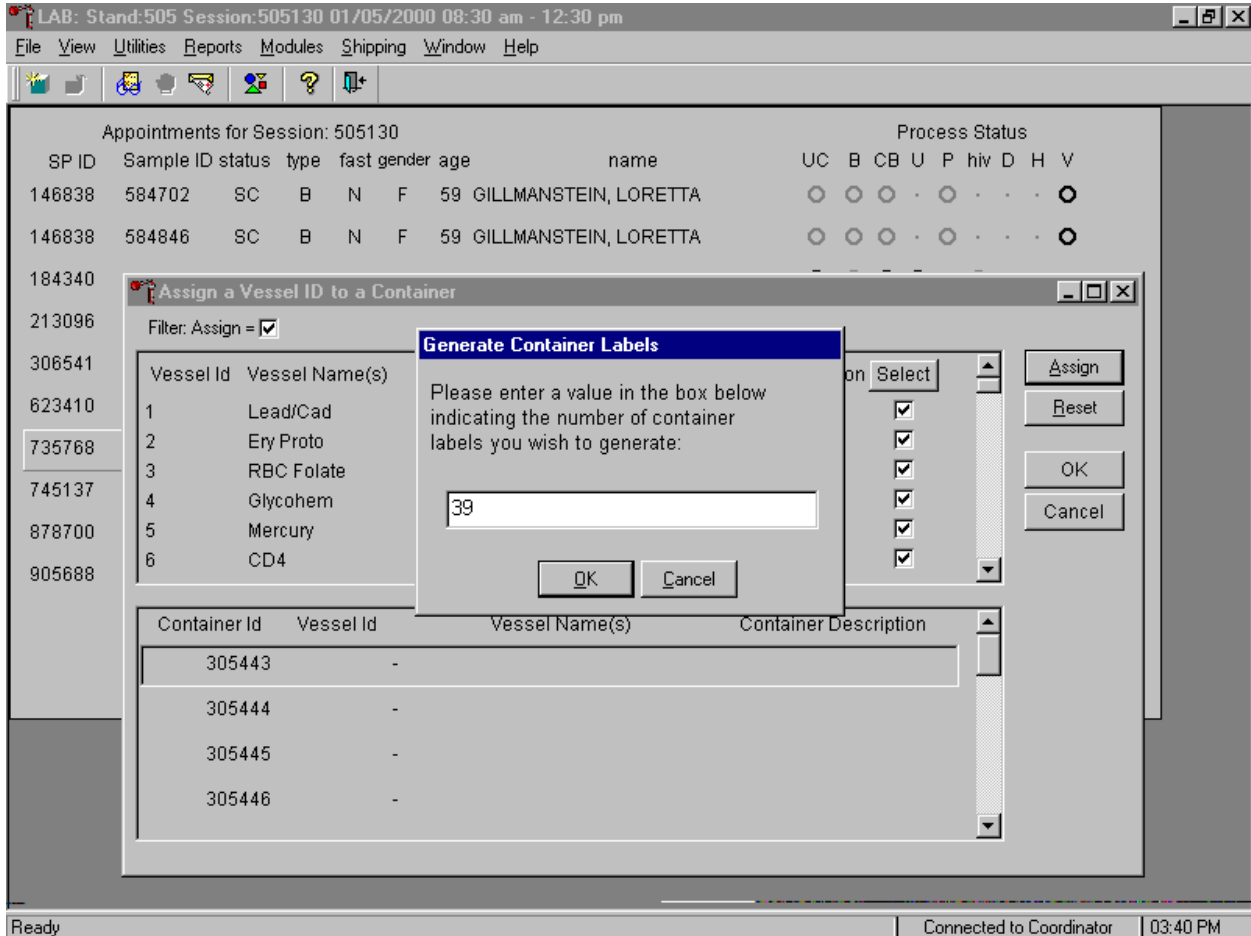 LAB: Stand:505 Session:505130 01/05/2000 08:30 am - 12:30 pm
File View Utilities Reports Modules Shipping Window Help
Appointments for Session: 505130 Process Status
SP ID Sample ID status type fast gender age name UC B CB U P hiv D H V
146838 584702 SC B N F 59 GILLMANSTEIN, LORETTA
146838 584846 SC B N F 59 GILLMANSTEIN, LORETTA
184340
213096
306541
623410
735768
745137
878700
905688
Assign a Vessel ID to a Container
Filter: Assign =
Vessel Id Vessel Name(s) on Select
1 Lead/Cad
2 Ery Proto
3 RBC Folate
4 Glycohem
5 Mercury
6 CD4
Assign
Reset
OK
Cancel
Generate Container Labels
Please enter a value in the box below
indicating the number of container
labels you wish to generate:
39
OK Cancel
Container Id Vessel Id Vessel Name(s) Container Description
305443 -
305444 -
305445 -
305446 -
Ready Connected to Coordinator 03:40 PM